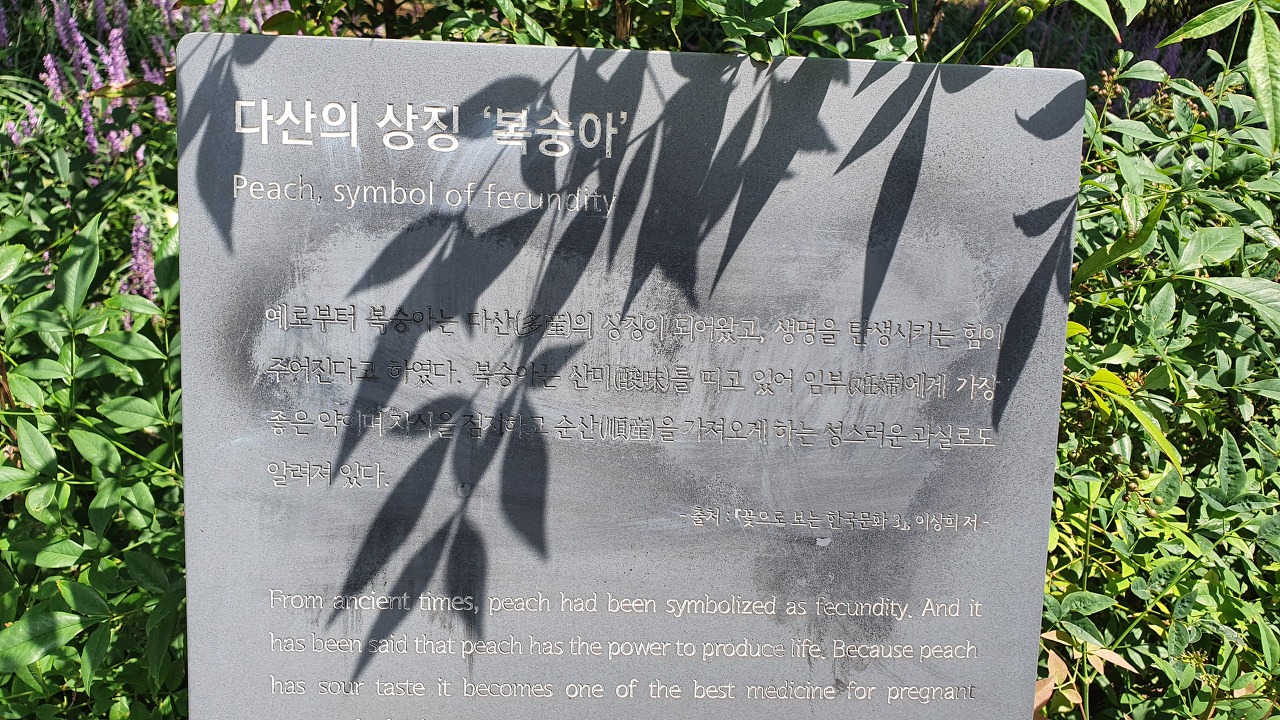 다산의 상징 ‘복숭아’
Peach, symbol of fecundity
예로부터 복숭아는 다산(多産)의 상징이 되어왔고, 생명을 탄생시키는 힘이
주어진다고 하였다. 복숭아는 산미(酸味)를 띠고 있어 임부(妊婦)에게 가장
좋은 약이며 자식을 점지하고 순산(順産)을 가져오게 하는 성스러운 과실로도
알려져 있다.
- 출처 : 『꽃으로 보는 한국문화 3』, 이상희 저 -
From ancient times, peach had been symbolized as fecundity. And it
has been said that peach has the power to produce life. Because peach
has sour taste it becomes one of the best medicine for pregnant